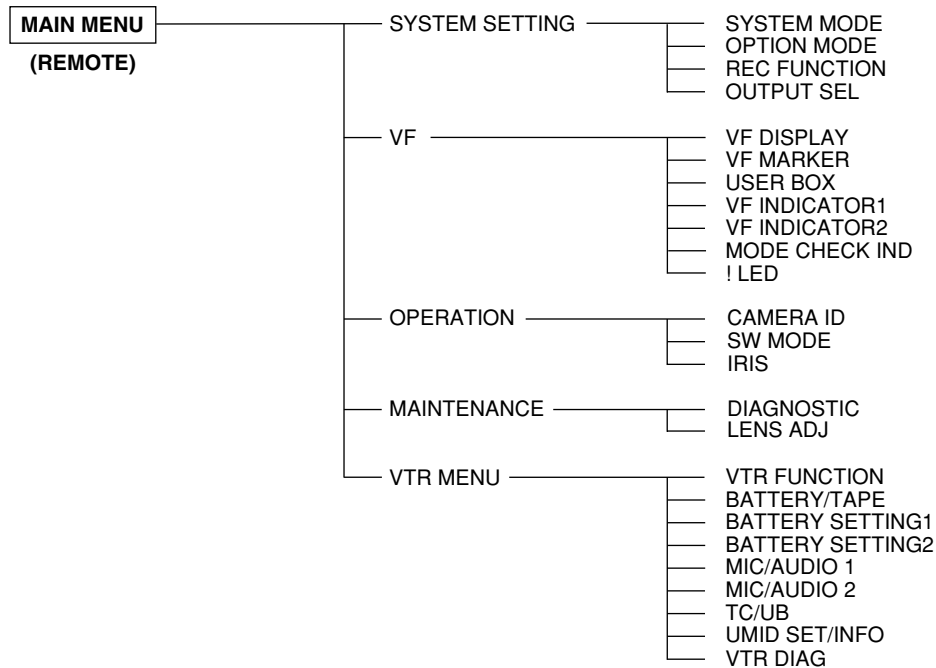 MAIN MENU
(REMOTE)
SYSTEM SETTING
SYSTEM MODE
OPTION MODE
REC FUNCTION
OUTPUT SEL
VF
VF DISPLAY
VF MARKER
USER BOX
VF INDICATOR1
VF INDICATOR2
MODE CHECK IND
! LED
OPERATION
CAMERA ID
SW MODE
IRIS
MAINTENANCE
DIAGNOSTIC
LENS ADJ
VTR MENU
VTR FUNCTION
BATTERY/TAPE
BATTERY SETTING1
BATTERY SETTING2
MIC/AUDIO 1
MIC/AUDIO 2
TC/UB
UMID SET/INFO
VTR DIAG